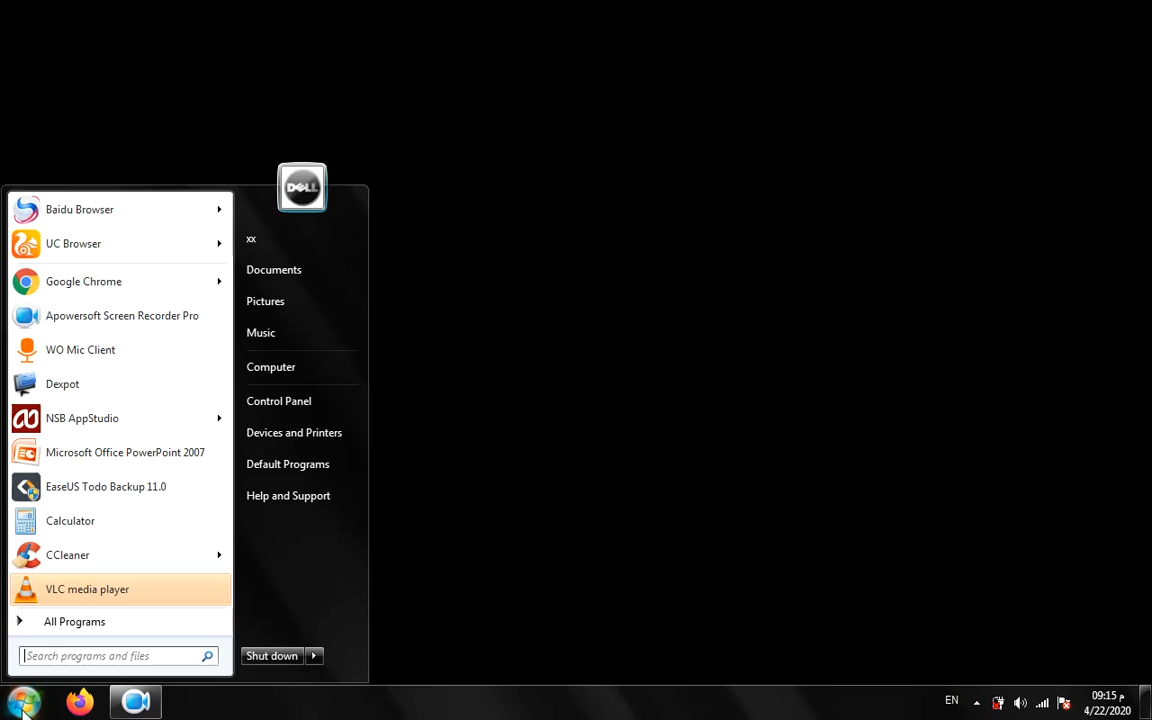 DELL
Baidu Browser
xx
UC Browser
Documents
Google Chrome
Pictures
Apowersoft Screen Recorder Pro
Music
WO Mic Client
Computer
Dexpot
Control Panel
NSB AppStudio
Devices and Printers
Microsoft Office PowerPoint 2007
Default Programs
EaseUS Todo Backup 11.0
Help and Support
Calculator
CCleaner
VLC media player
All Programs
Search programs and files
Shut down
EN
09:15 م
4/22/2020